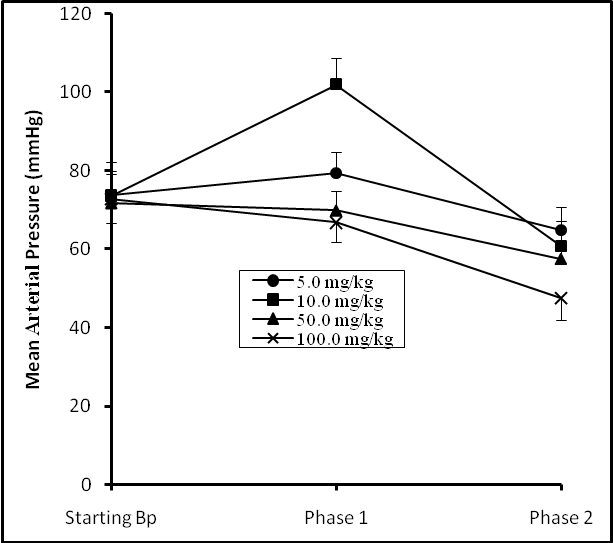 120
100
80
60
40
20
0
Mean Arterial Pressure (mmHg)
5.0 mg/kg
10.0 mg/kg
50.0 mg/kg
100.0 mg/kg
Starting Bp Phase 1 Phase 2